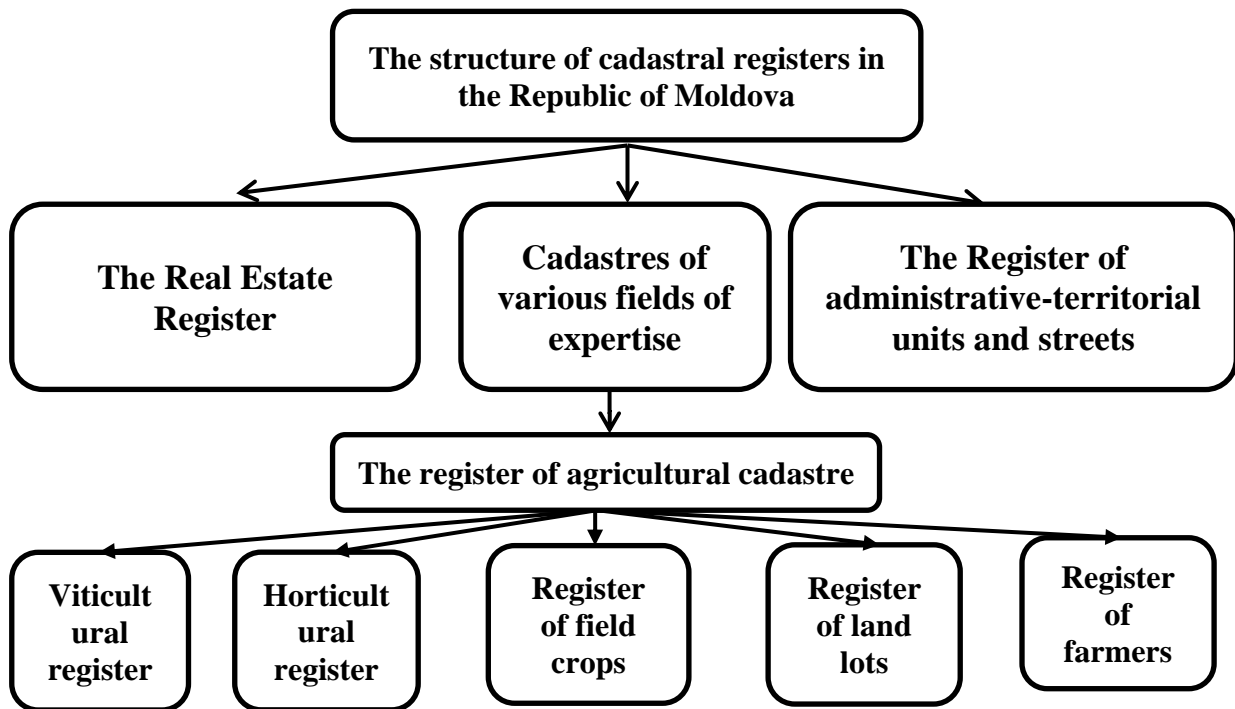 The structure of cadastral registers in
the Republic of Moldova
The Real Estate
Register
Cadastres of
various fields of
expertise
The Register of
administrative-territorial
units and streets
The register of agricultural cadastre
Viticult
ural
register
Horticult
ural
register
Register
of field
crops
Register
of land
lots
Register
of
farmers